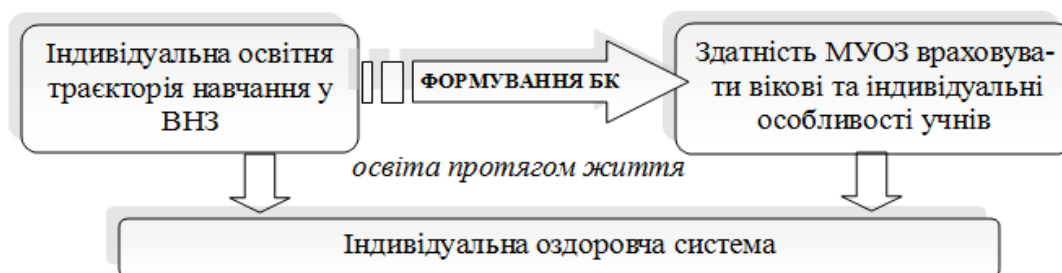 Індивідуальна освітня
траєкторія навчання у
ВНЗ
ФОРМУВАННЯ БК
Здатність МУОЗ враховува-
ти вікові та індивідуальні
особливості учнів
освіта протягом життя
Індивідуальна оздоровча система